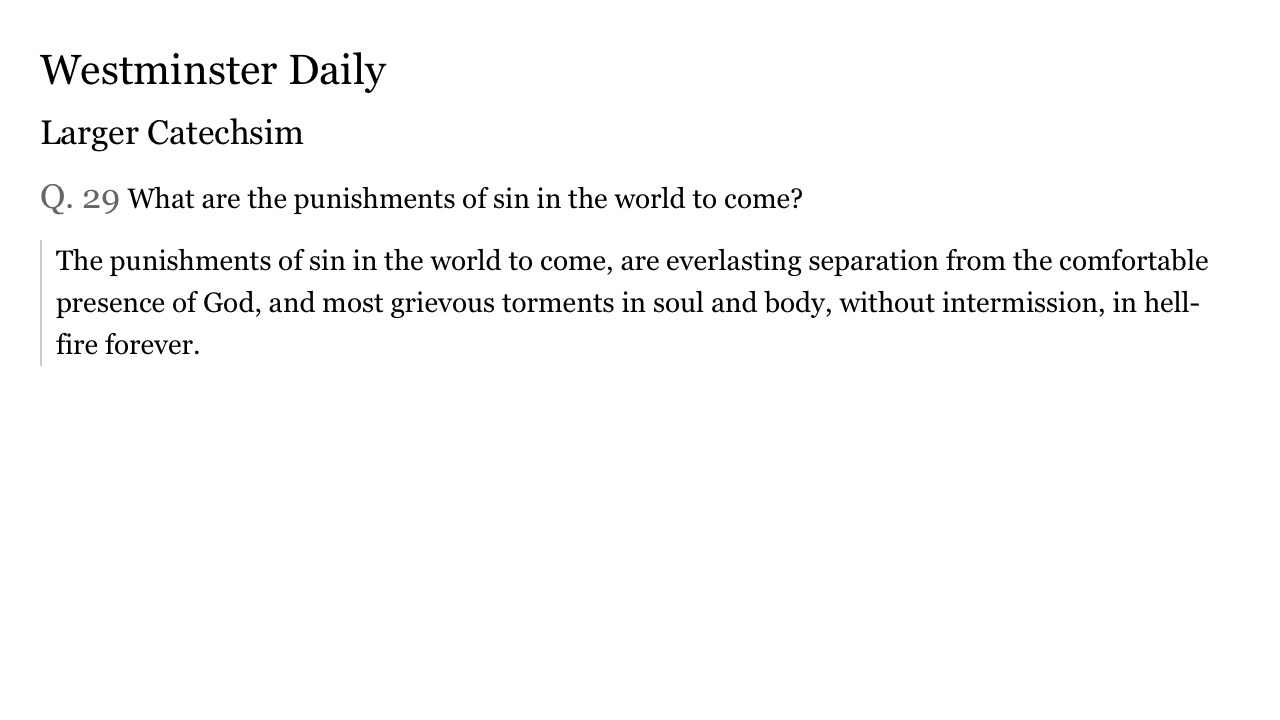 Westminster Daily
Larger Catechsim
Q. 29 What are the punishments of sin in the world to come?
The punishments of sin in the world to come, are everlasting separation from the comfortable
presence of God, and most grievous torments in soul and body, without intermission, in hell-
fire forever.